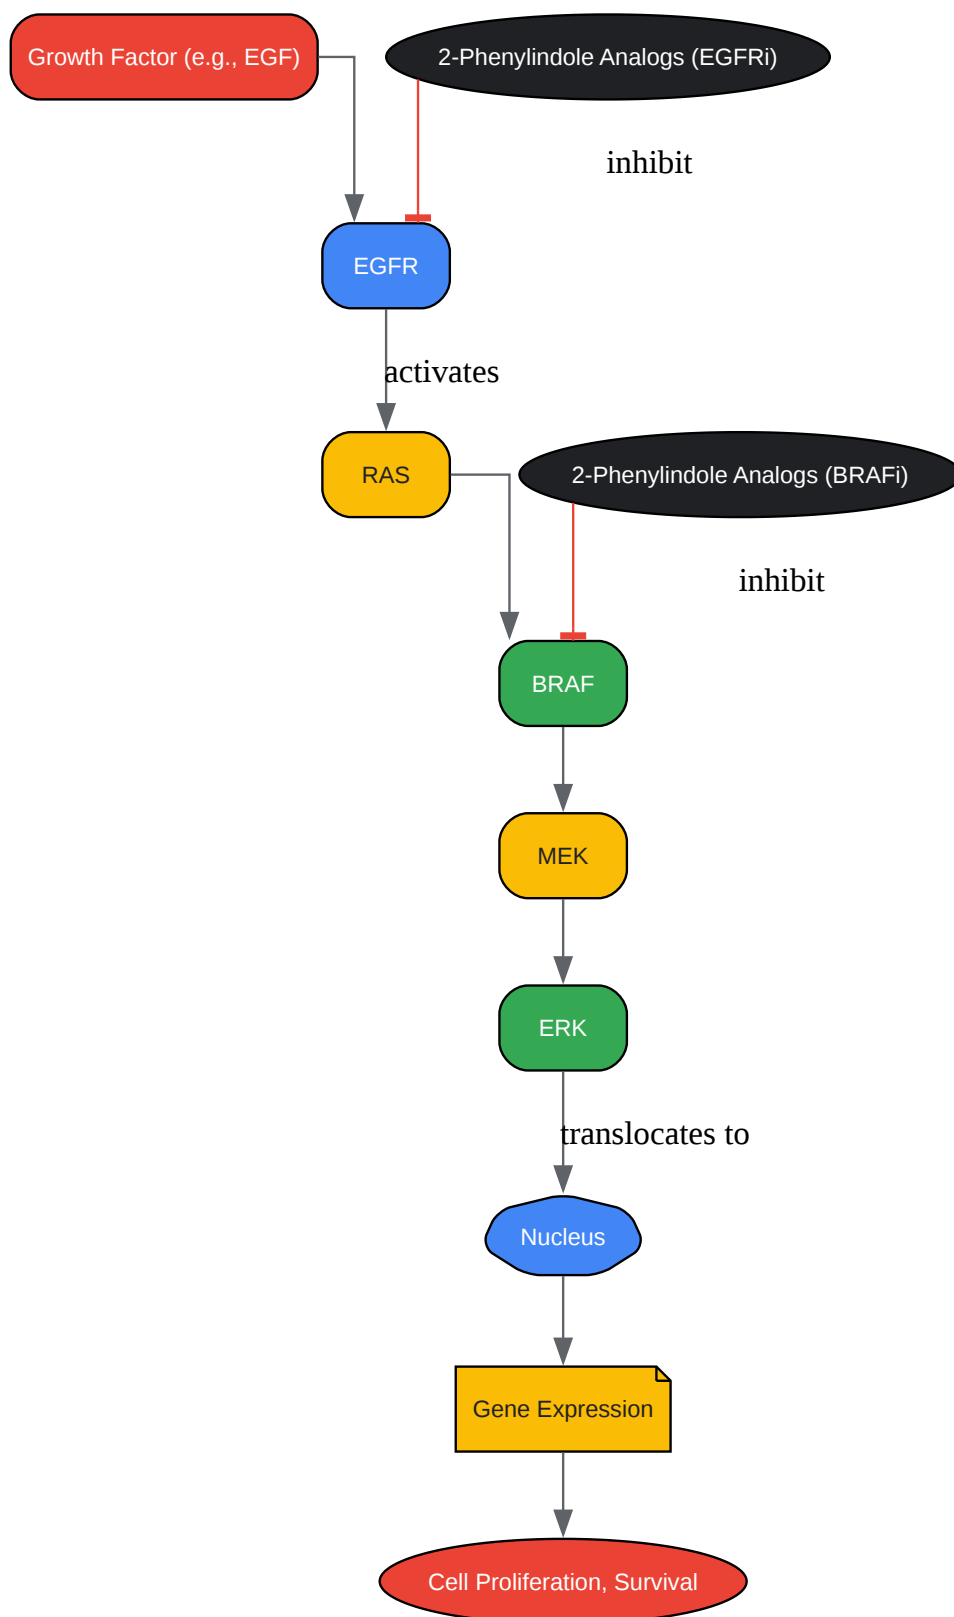 Growth Factor (e.g., EGF)
2-Phenylindole Analogs (EGFRi)
inhibit
EGFR
activates
RAS
2-Phenylindole Analogs (BRAFi)
inhibit
BRAF
MEK
ERK
translocates to
Nucleus
Gene Expression
Cell Proliferation, Survival